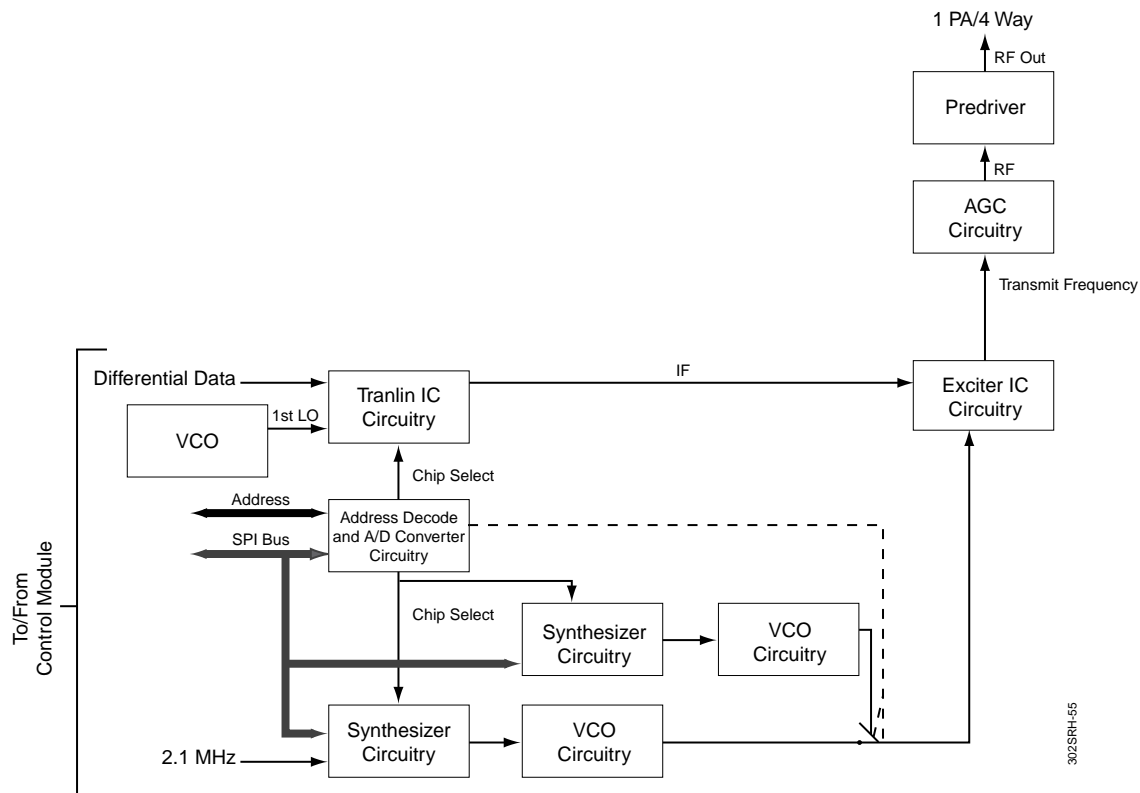 1 PA/4 Way
RF Out
Predriver
RF
AGC
Circuitry
Transmit Frequency
Differential Data
Tranlin IC
Circuitry
IF
Exciter IC
Circuitry
VCO
1st LO
Chip Select
Address
SPI Bus
Address Decode
and A/D Converter
Circuitry
Chip Select
Synthesizer
Circuitry
VCO
Circuitry
To/From
Control Module
Synthesizer
Circuitry
VCO
Circuitry
2.1 MHz
302SRH-55